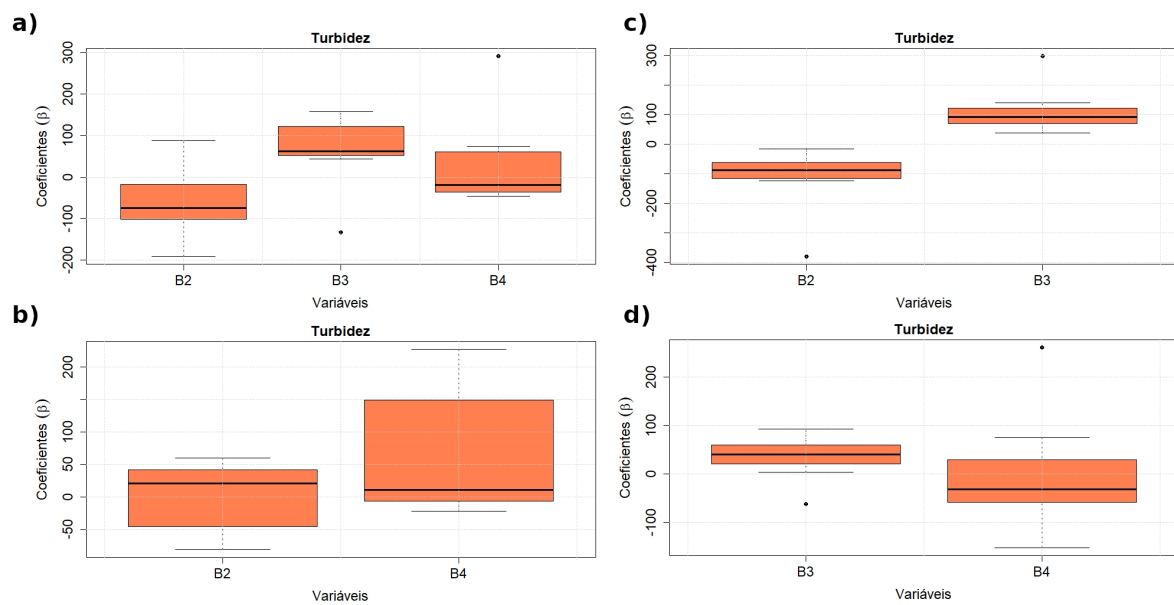 a)
Turbidez
Coeficientes (β)
300
200
100
0
-100
-200
B2
B3
B4
Variáveis
c)
Turbidez
Coeficientes (β)
300
100
0
-200
-400
B2
B3
Variáveis
b)
Turbidez
Coeficientes (β)
200
100
50
0
-50
B2
B4
Variáveis
d)
Turbidez
Coeficientes (β)
200
100
0
-100
B3
B4
Variáveis